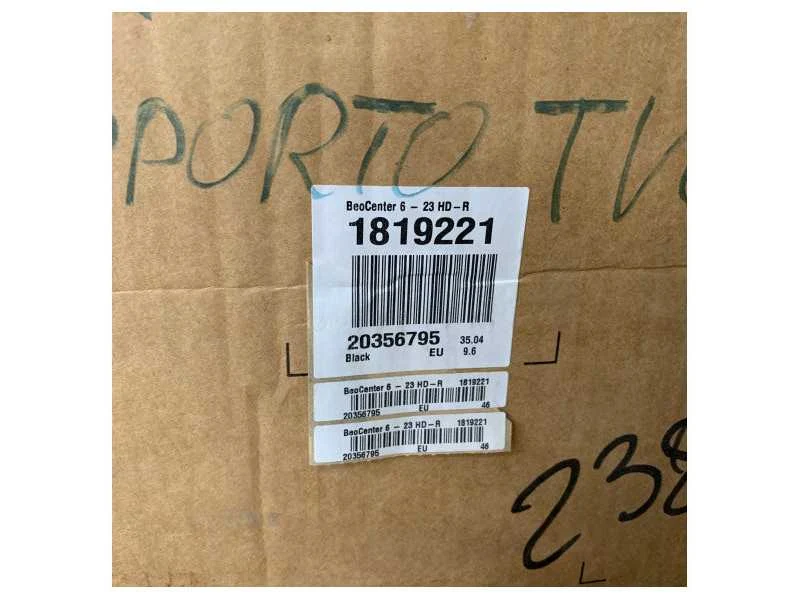 PPORTO TV
BeoCenter 6 - 23 HD-R
1819221
20356795 35.04
Black EU 9.6
BeoCenter 6 - 23 HD-R 1819221
20356795 EU 46
BeoCenter 6 - 23 HD-R 1819221
20356795 EU 46
238